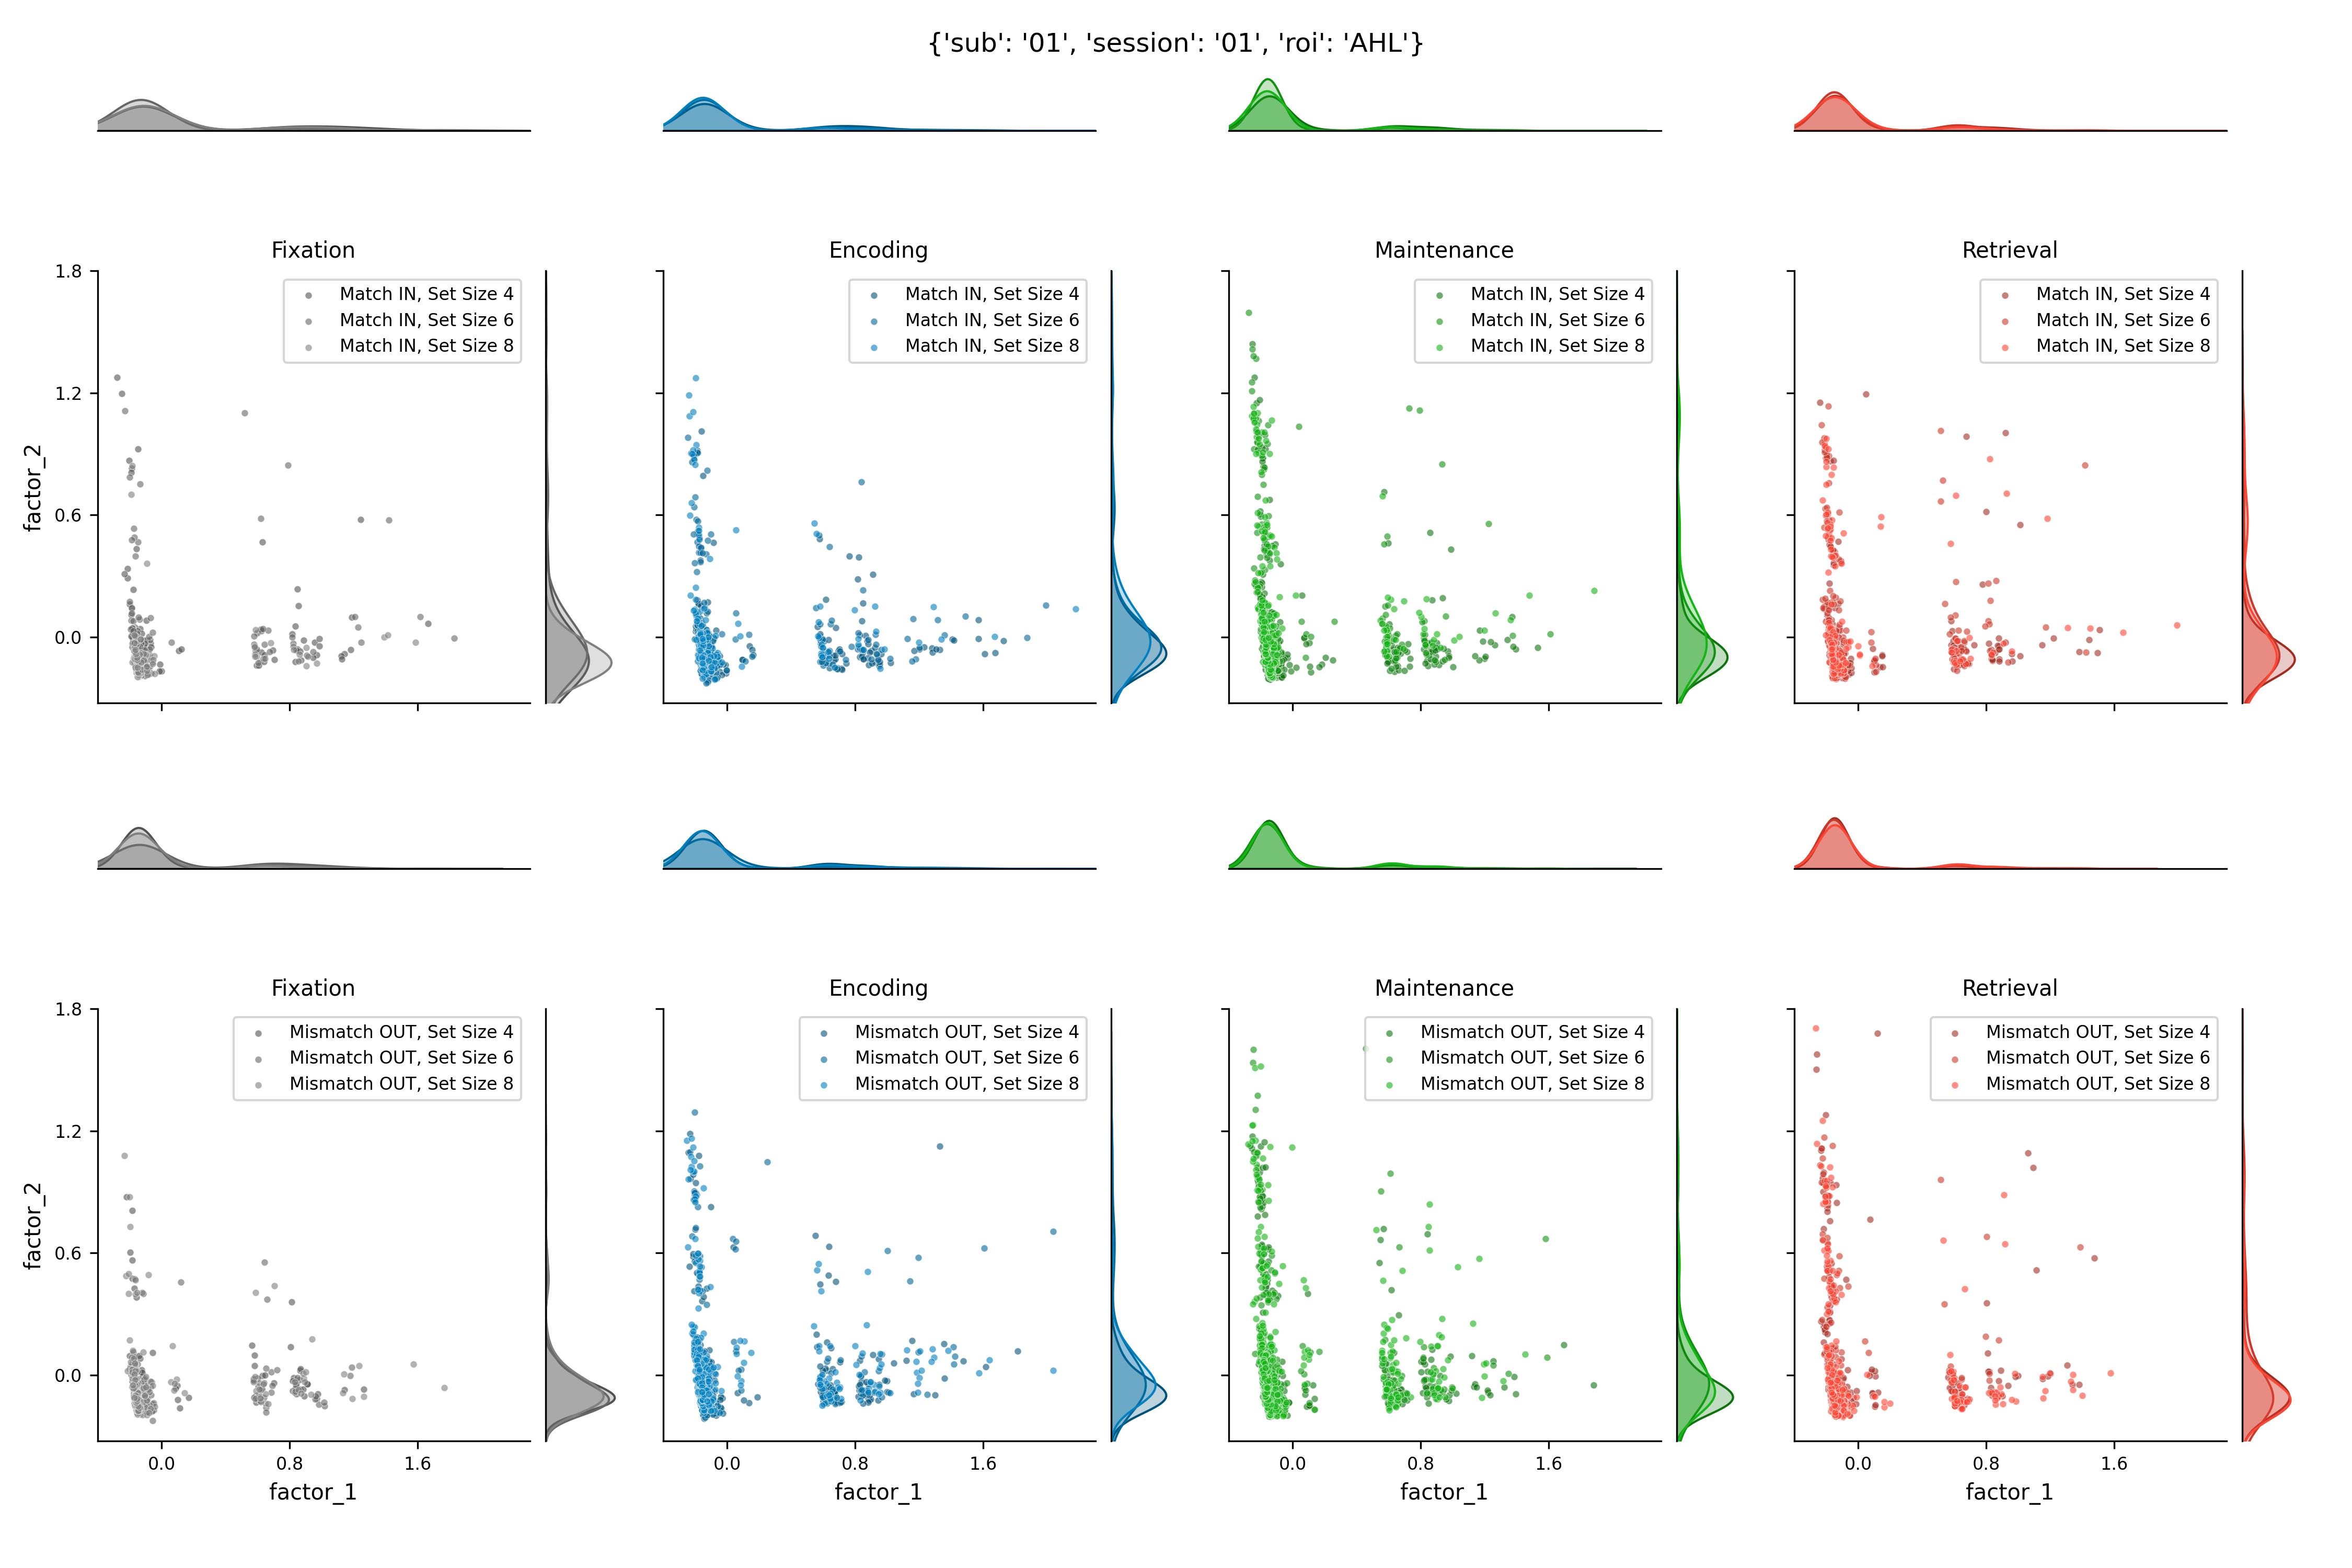 {'sub': '01', 'session': '01', 'roi': 'AHL'}
Fixation
Encoding
Maintenance
Retrieval
Match IN, Set Size 4
Match IN, Set Size 6
Match IN, Set Size 8
Match IN, Set Size 4
Match IN, Set Size 6
Match IN, Set Size 8
Match IN, Set Size 4
Match IN, Set Size 6
Match IN, Set Size 8
Match IN, Set Size 4
Match IN, Set Size 6
Match IN, Set Size 8
factor_2
1.8
1.2
0.6
0.0
Fixation
Encoding
Maintenance
Retrieval
Mismatch OUT, Set Size 4
Mismatch OUT, Set Size 6
Mismatch OUT, Set Size 8
Mismatch OUT, Set Size 4
Mismatch OUT, Set Size 6
Mismatch OUT, Set Size 8
Mismatch OUT, Set Size 4
Mismatch OUT, Set Size 6
Mismatch OUT, Set Size 8
Mismatch OUT, Set Size 4
Mismatch OUT, Set Size 6
Mismatch OUT, Set Size 8
factor_2
1.8
1.2
0.6
0.0
0.0 0.8 1.6
0.0 0.8 1.6
0.0 0.8 1.6
0.0 0.8 1.6
factor_1
factor_1
factor_1
factor_1